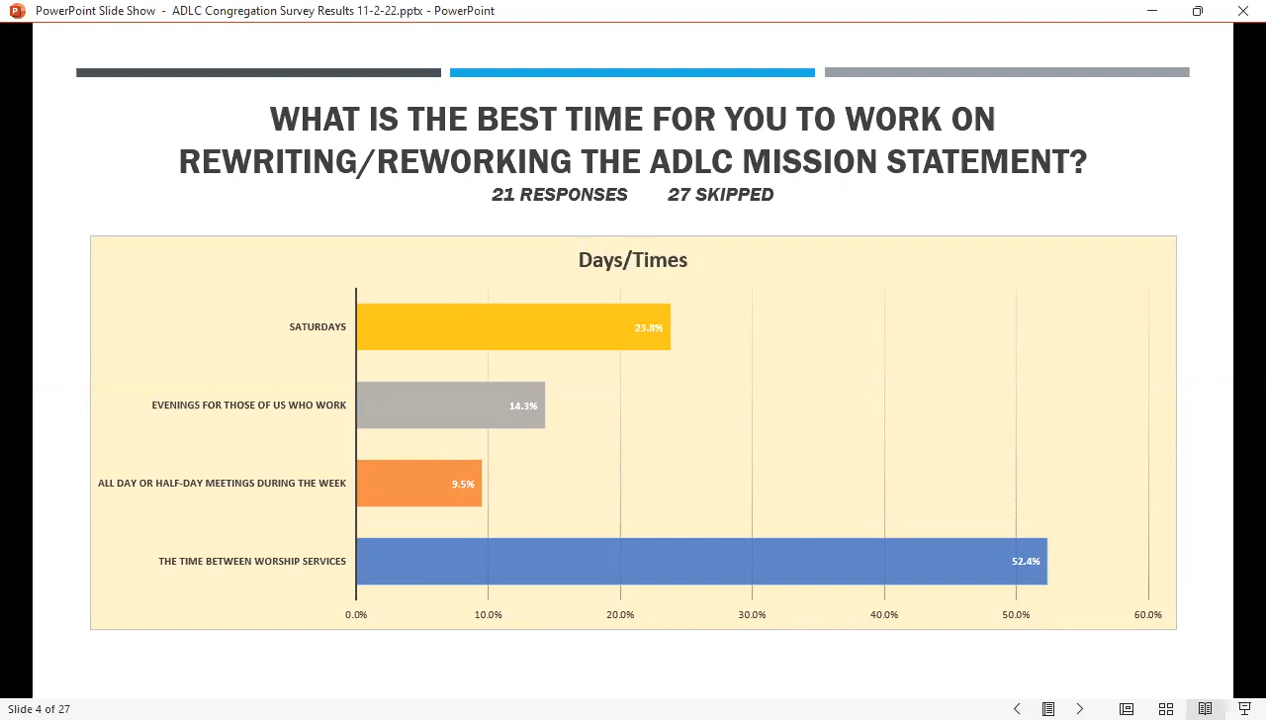 PowerPoint Slide Show - ADLC Congregation Survey Results 11-2-22.pptx - PowerPoint
WHAT IS THE BEST TIME FOR YOU TO WORK ON
REWRITING/REWORKING THE ADLC MISSION STATEMENT?
21 RESPONSES 27 SKIPPED
Days/Times
SATURDAYS 23.8%
EVENINGS FOR THOSE OF US WHO WORK 14.3%
ALL DAY OR HALF-DAY MEETINGS DURING THE WEEK 9.5%
THE TIME BETWEEN WORSHIP SERVICES 52.4%
0.0% 10.0% 20.0% 30.0% 40.0% 50.0% 60.0%
Slide 4 of 27